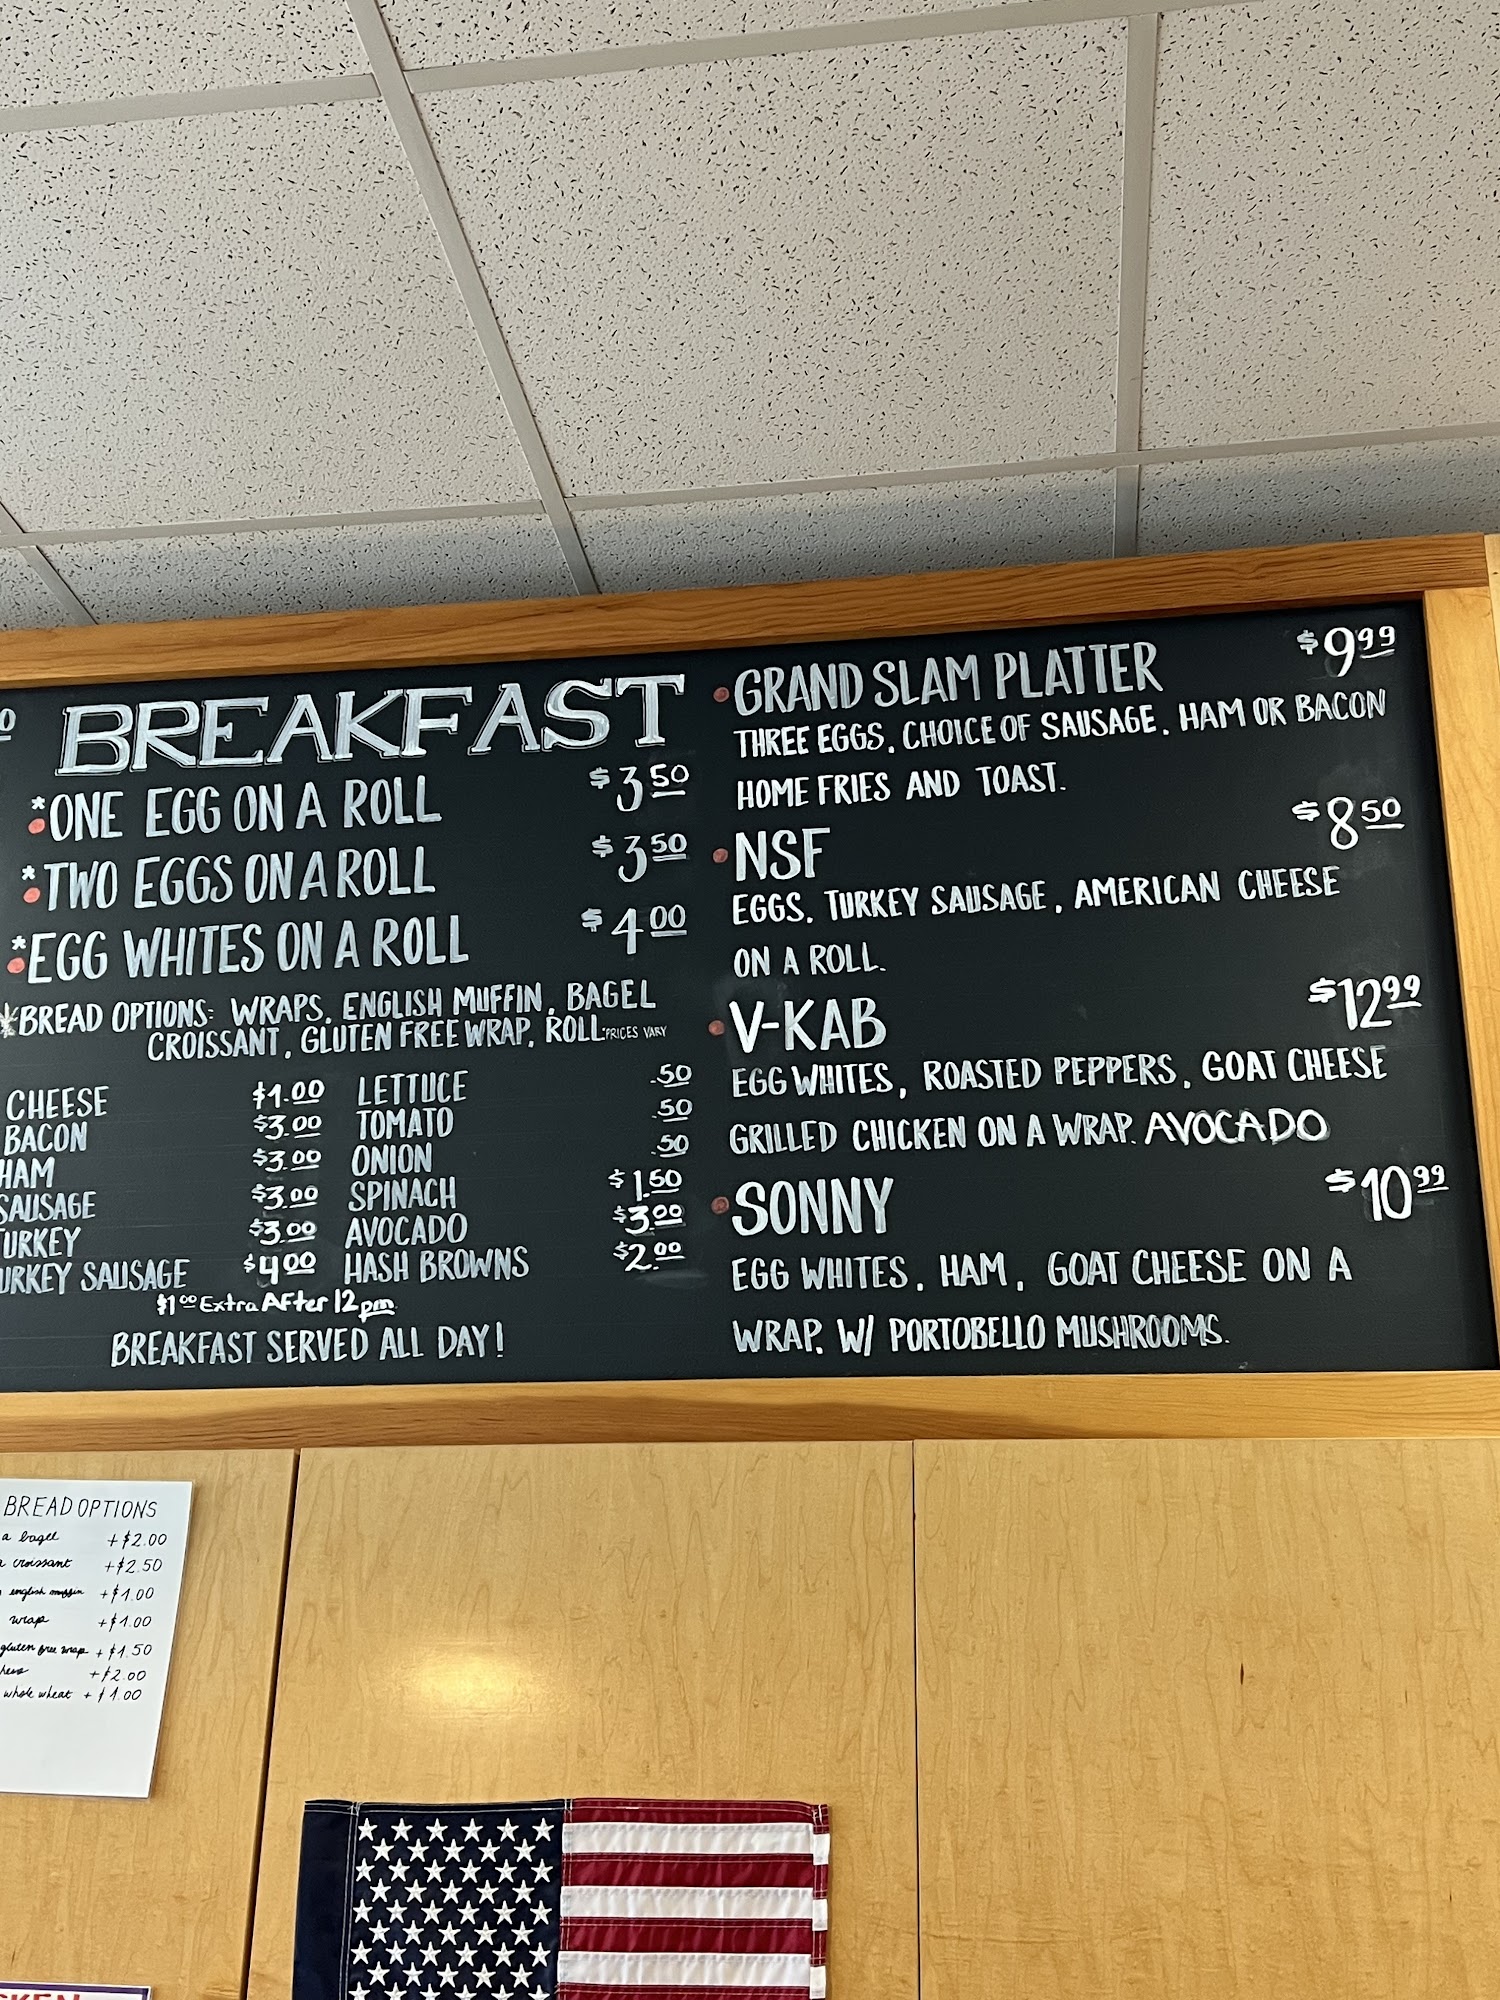 BREAKFAST
*ONE EGG ON A ROLL $3.50
*TWO EGGS ON A ROLL $3.50
*EGG WHITES ON A ROLL $4.00
*BREAD OPTIONS: WRAPS, ENGLISH MUFFIN, BAGEL
CROISSANT, GLUTEN FREE WRAP, ROLL *PRICES VARY
CHEESE $1.00
BACON $3.00
HAM $3.00
SAUSAGE $3.00
TURKEY $3.00
TURKEY SAUSAGE $4.00
LETTUCE .50
TOMATO .50
ONION .50
SPINACH $1.50
AVOCADO $3.00
HASH BROWNS $2.00
$1.00 Extra After 12 pm
BREAKFAST SERVED ALL DAY!
GRAND SLAM PLATTER $9.99
THREE EGGS, CHOICE OF SAUSAGE, HAM OR BACON
HOME FRIES AND TOAST.
NSF $8.50
EGGS, TURKEY SAUSAGE, AMERICAN CHEESE
ON A ROLL.
V-KAB $12.99
EGG WHITES, ROASTED PEPPERS, GOAT CHEESE
GRILLED CHICKEN ON A WRAP. AVOCADO
SONNY $10.99
EGG WHITES, HAM, GOAT CHEESE ON A
WRAP. W/ PORTOBELLO MUSHROOMS.
BREAD OPTIONS
a bagel +$2.00
croissant +$2.50
english muffin +$1.00
wrap +$1.00
gluten free wrap +$1.50
+$2.00
whole wheat +$1.00